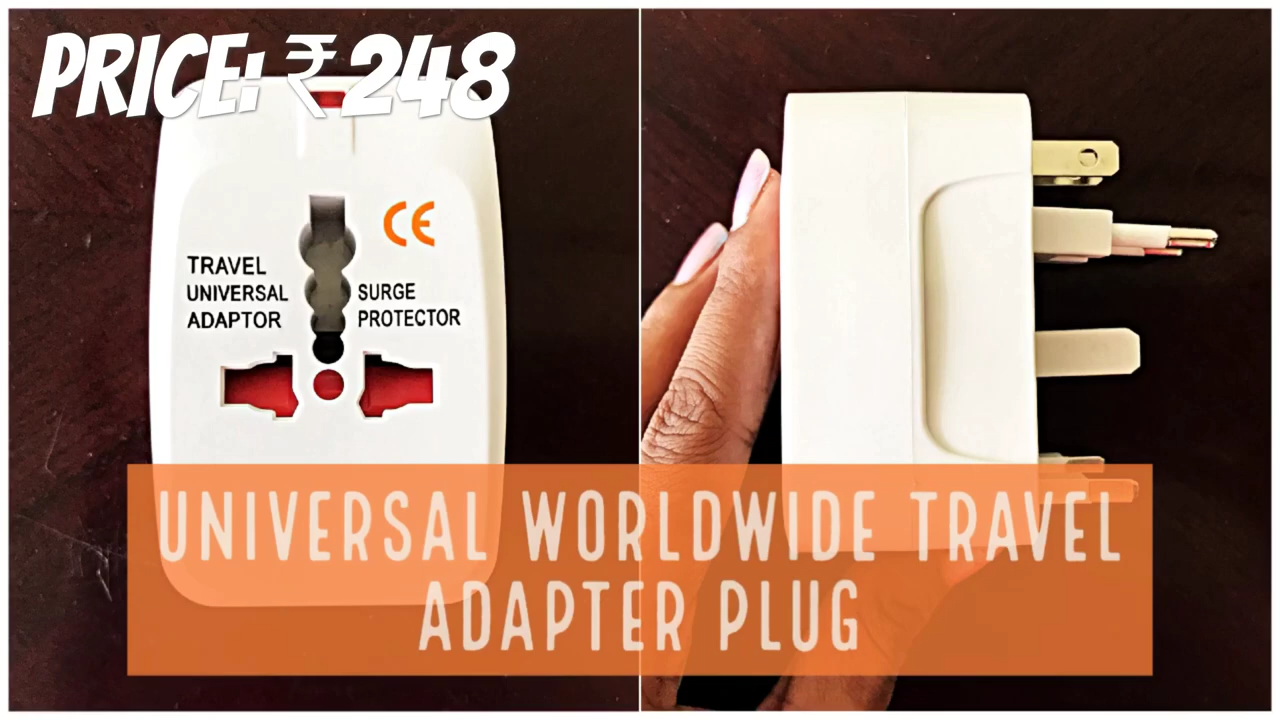 PRICE: ₹248
CE
TRAVEL
UNIVERSAL
ADAPTOR
SURGE
PROTECTOR
UNIVERSAL WORLDWIDE TRAVEL
ADAPTER PLUG